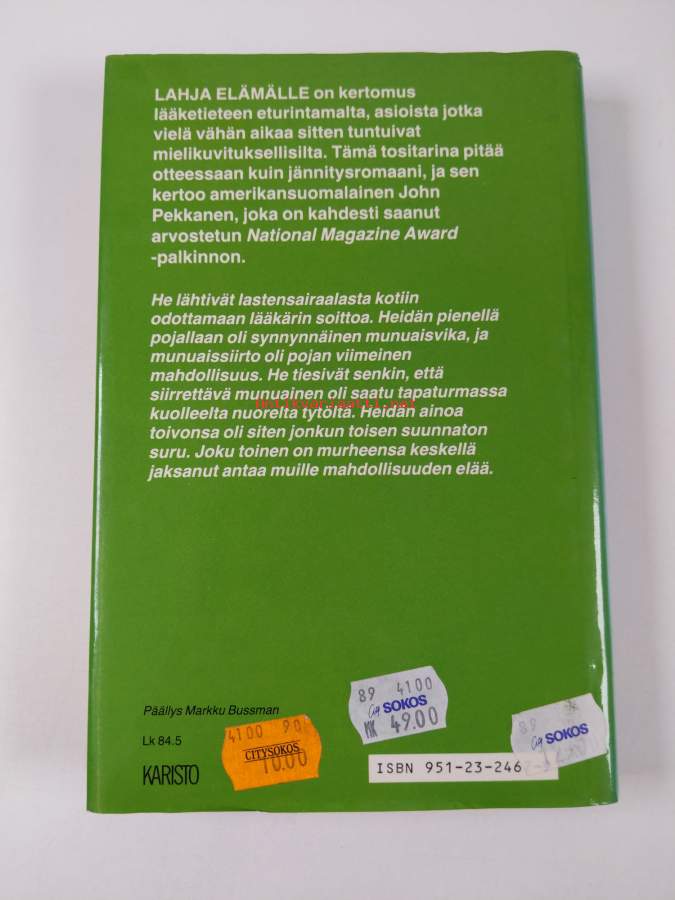 LAHJA ELÄMÄLLE on kertomus
lääketieteen eturintamalta, asioista jotka
vielä vähän aikaa sitten tuntuivat
mielikuvituksellisilta. Tämä tositarina pitää
otteessaan kuin jännitysromaani, ja sen
kertoo amerikansuomalainen John
Pekkanen, joka on kahdesti saanut
arvostetun National Magazine Award
-palkinnon.
He lähtivät lastensairaalasta kotiin
odottamaan lääkärin soittoa. Heidän pienellä
pojallaan oli synnynnäinen munuaisvika, ja
munuaissiirto oli pojan viimeinen
mahdollisuus. He tiesivät senkin, että
siirrettävä munuainen oli saatu tapaturmassa
Antikvariaatti.net
kuolleelta nuorelta tytöltä. Heidän ainoa
toivonsa oli siten jonkun toisen suunnaton
suru. Joku toinen on murheensa keskellä
jaksanut antaa muille mahdollisuuden elää.
Päällys Markku Bussman
Lk 84.5
KARISTO
4100 90
CITYSOKOS
10.00
89 4100
City SOKOS
MK 49.00
89
City SOKOS
ISBN 951-23-246